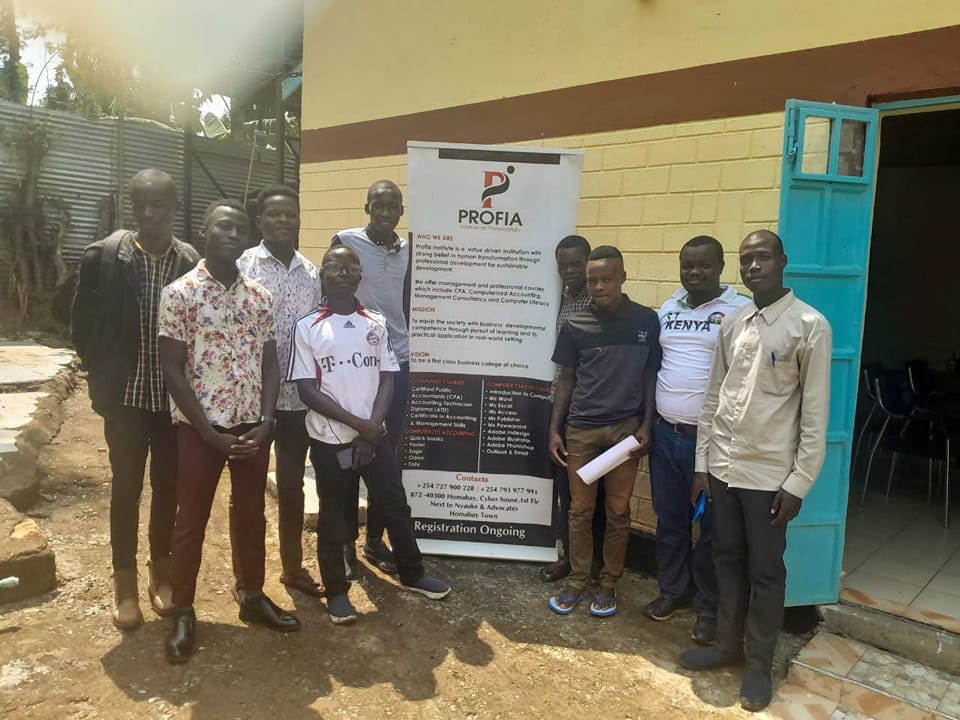 PROFIA
Institute of Professionals
WHO WE ARE
Profia institute is a virtue driven institution with
strong belief in human transformation through
professional development for sustainable
development.
We offer management and professional courses
which include CPA, Computerized Accounting,
Management Consultancy and Computer Literacy
MISSION
To equip the society with business developmental
competence through pursuit of learning and its
practical application in real-world setting
VISION
To be a first class business college of choice
ACCOUNTING COURSES
• Certified Public
Accountants (CPA)
• Accounting Technician
Diploma (ATD)
• Certificate in Accounting
& Management Skills
• Quick books
• Pastel
• Sage
• Odoo
• Tally
COMPUTER CLASSES
• Introduction to
• Ms Word
• Ms Excel
• Ms Access
• Ms Publisher
• Ms Powerpoint
• Adobe Indesign
• Adobe Illustrator
• Adobe Photoshop
• Outlook & Email
Contacts
+ 254 727 900 228 / + 254 793 977 991
872 -40300 Homabay, Cyber house,1st Flr
Next to Nyauke & Advocates
Homabay Town
Registration Ongoing
T··Com
KENYA